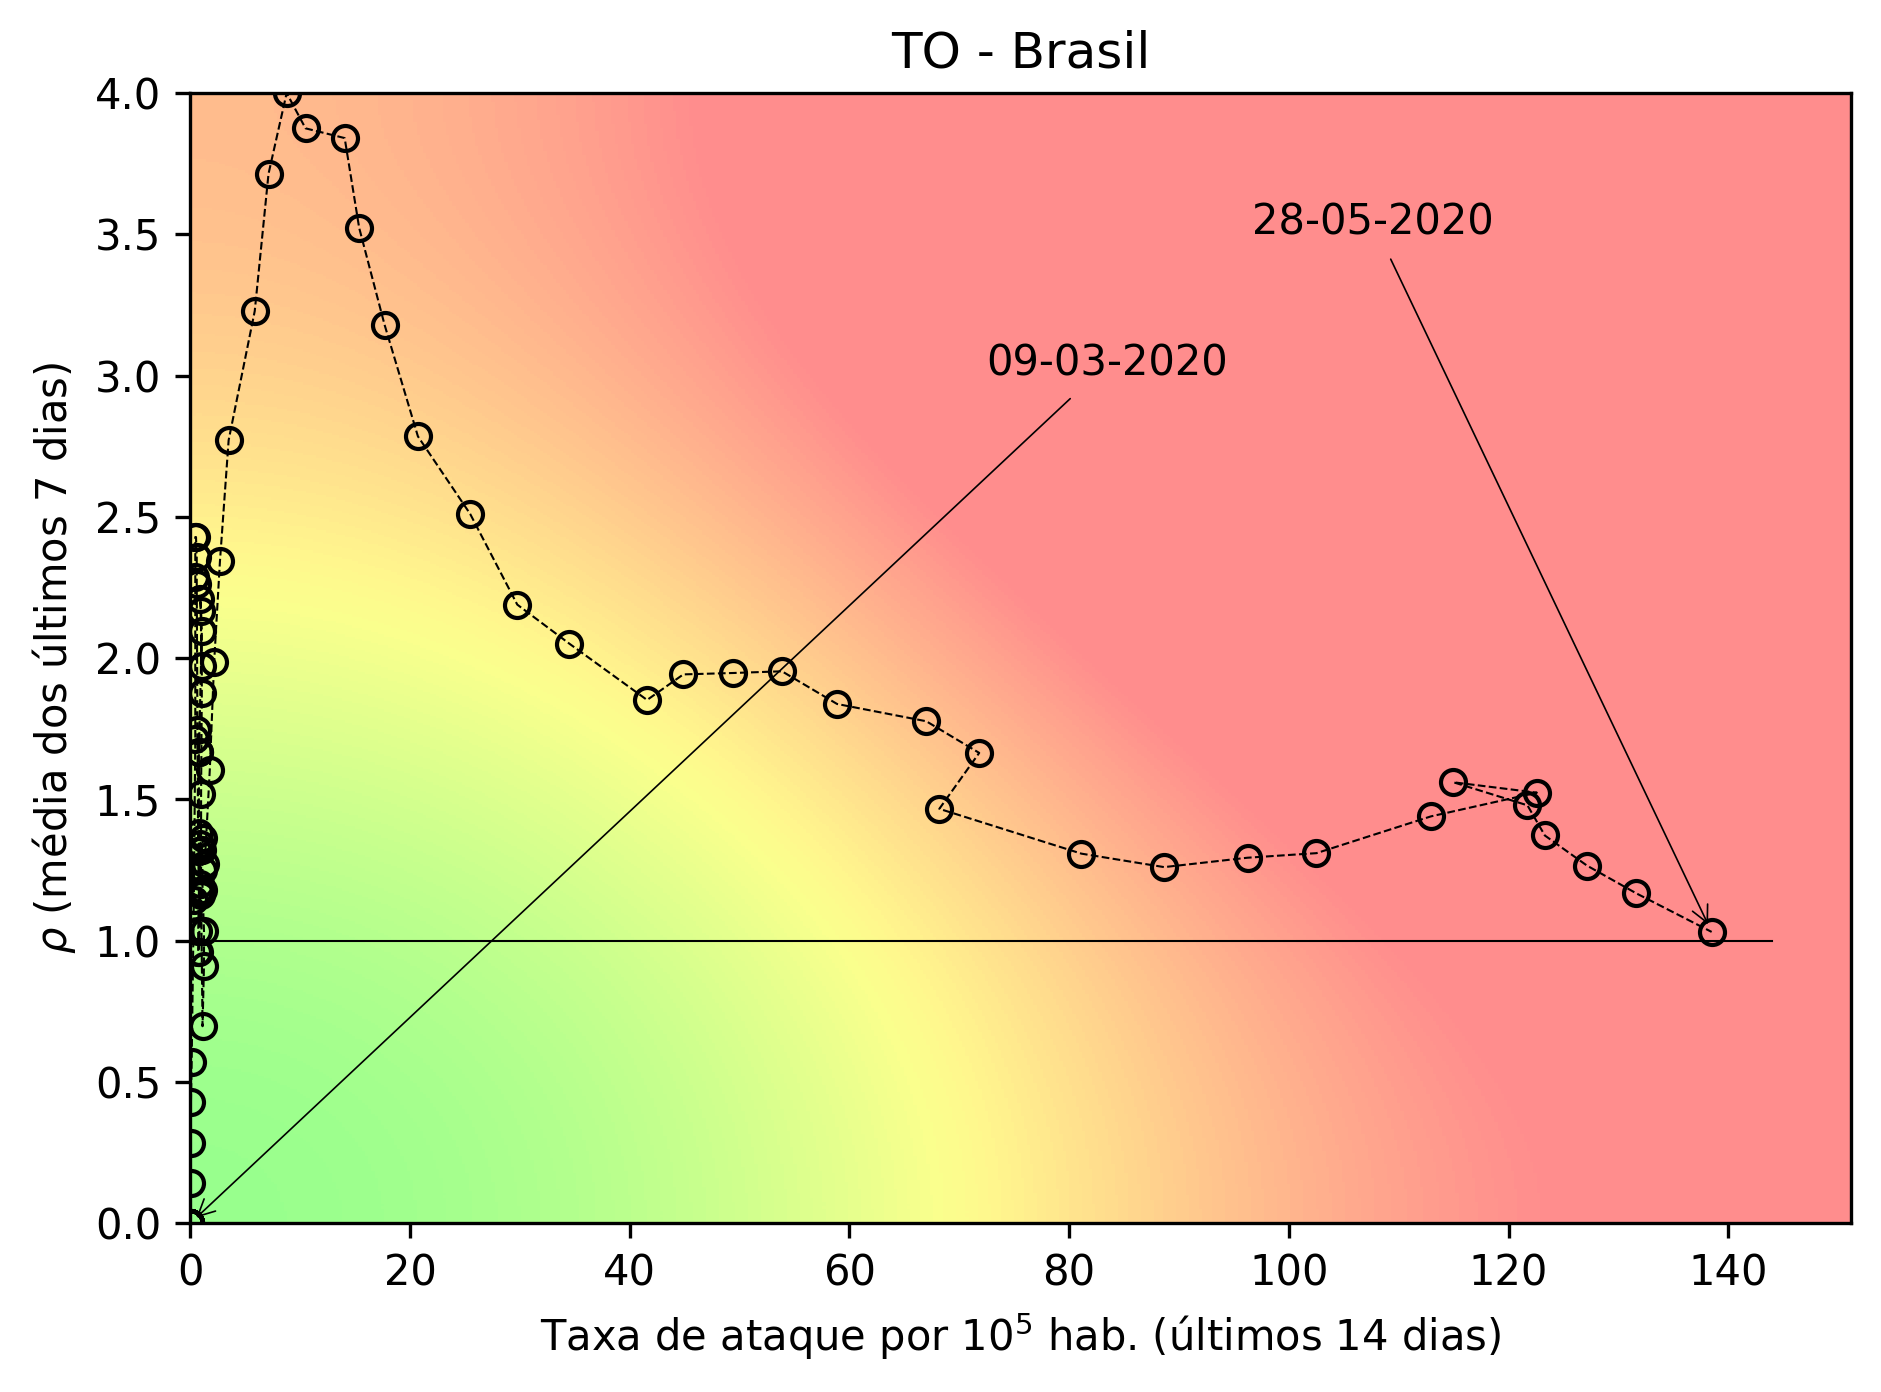 TO - Brasil
4.0
3.5
3.0
2.5
2.0
1.5
1.0
0.5
0.0
ρ (média dos últimos 7 dias)
28-05-2020
09-03-2020
0 20 40 60 80 100 120 140
Taxa de ataque por 10⁵ hab. (últimos 14 dias)